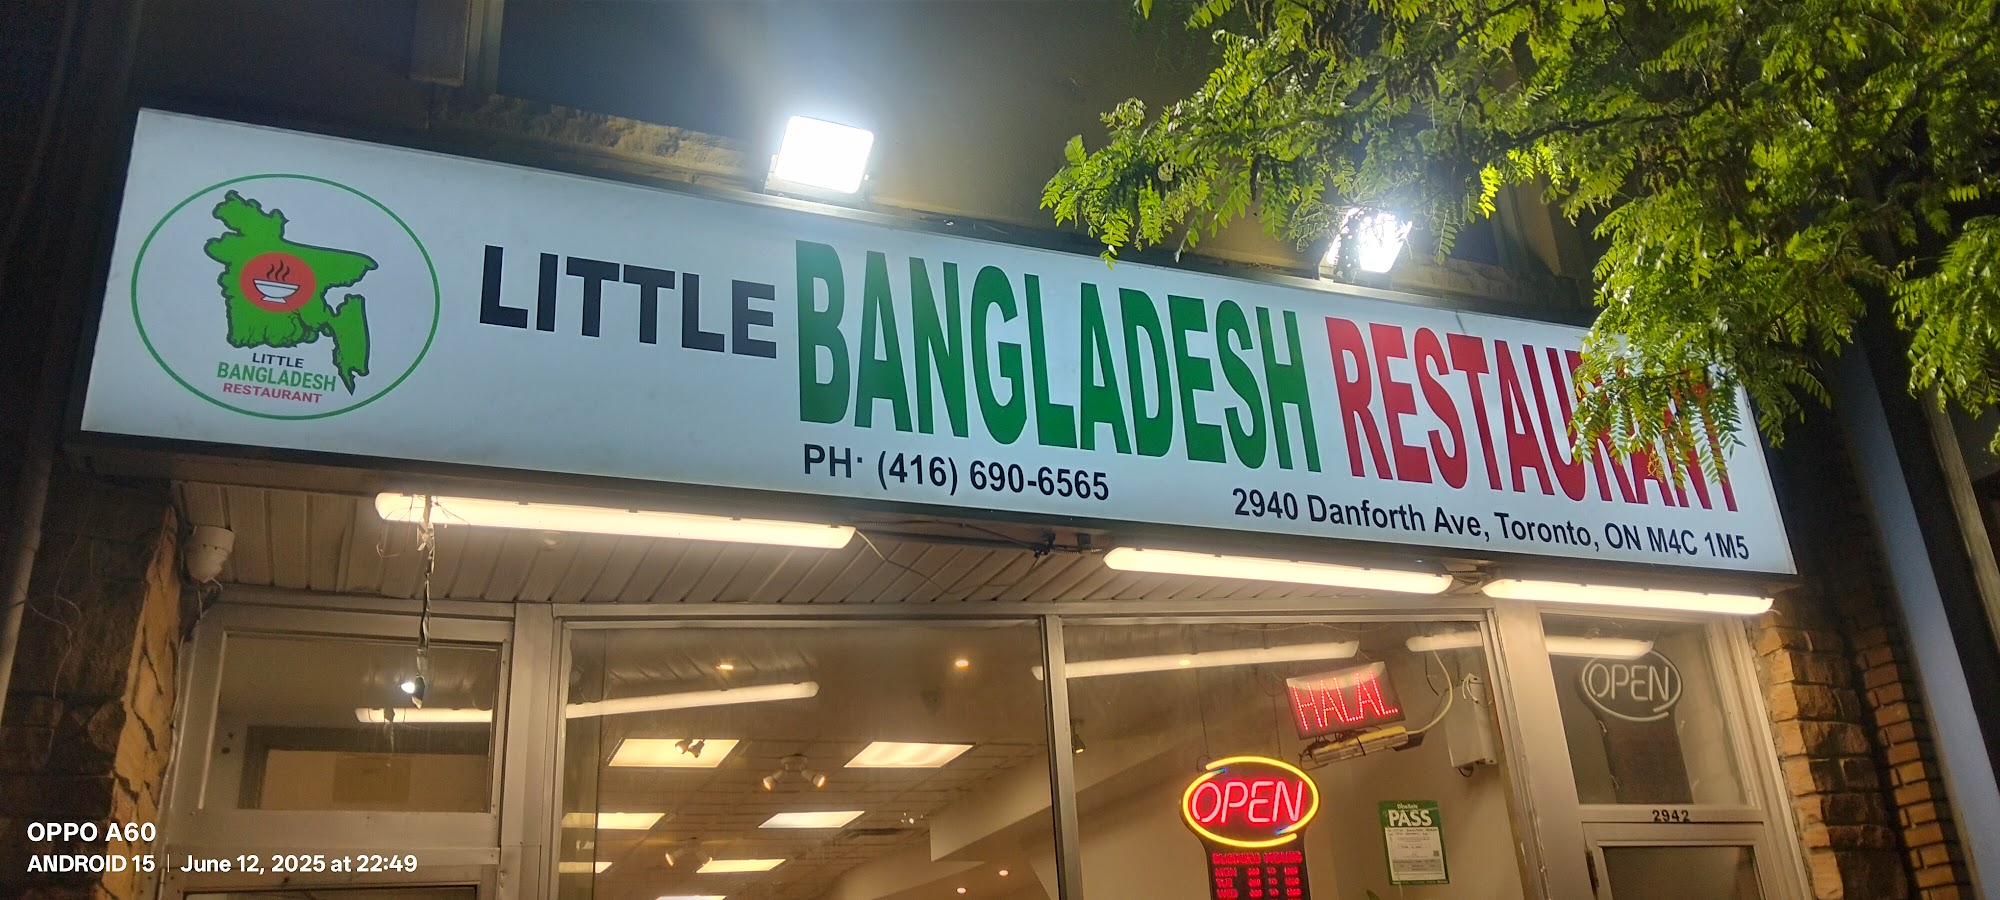 LITTLE
BANGLADESH
RESTAURANT
LITTLE BANGLADESH RESTAURANT
PH· (416) 690-6565
2940 Danforth Ave, Toronto, ON M4C 1M5
HALAL
OPEN
OPEN
PASS
2942
OPPO A60
ANDROID 15 | June 12, 2025 at 22:49